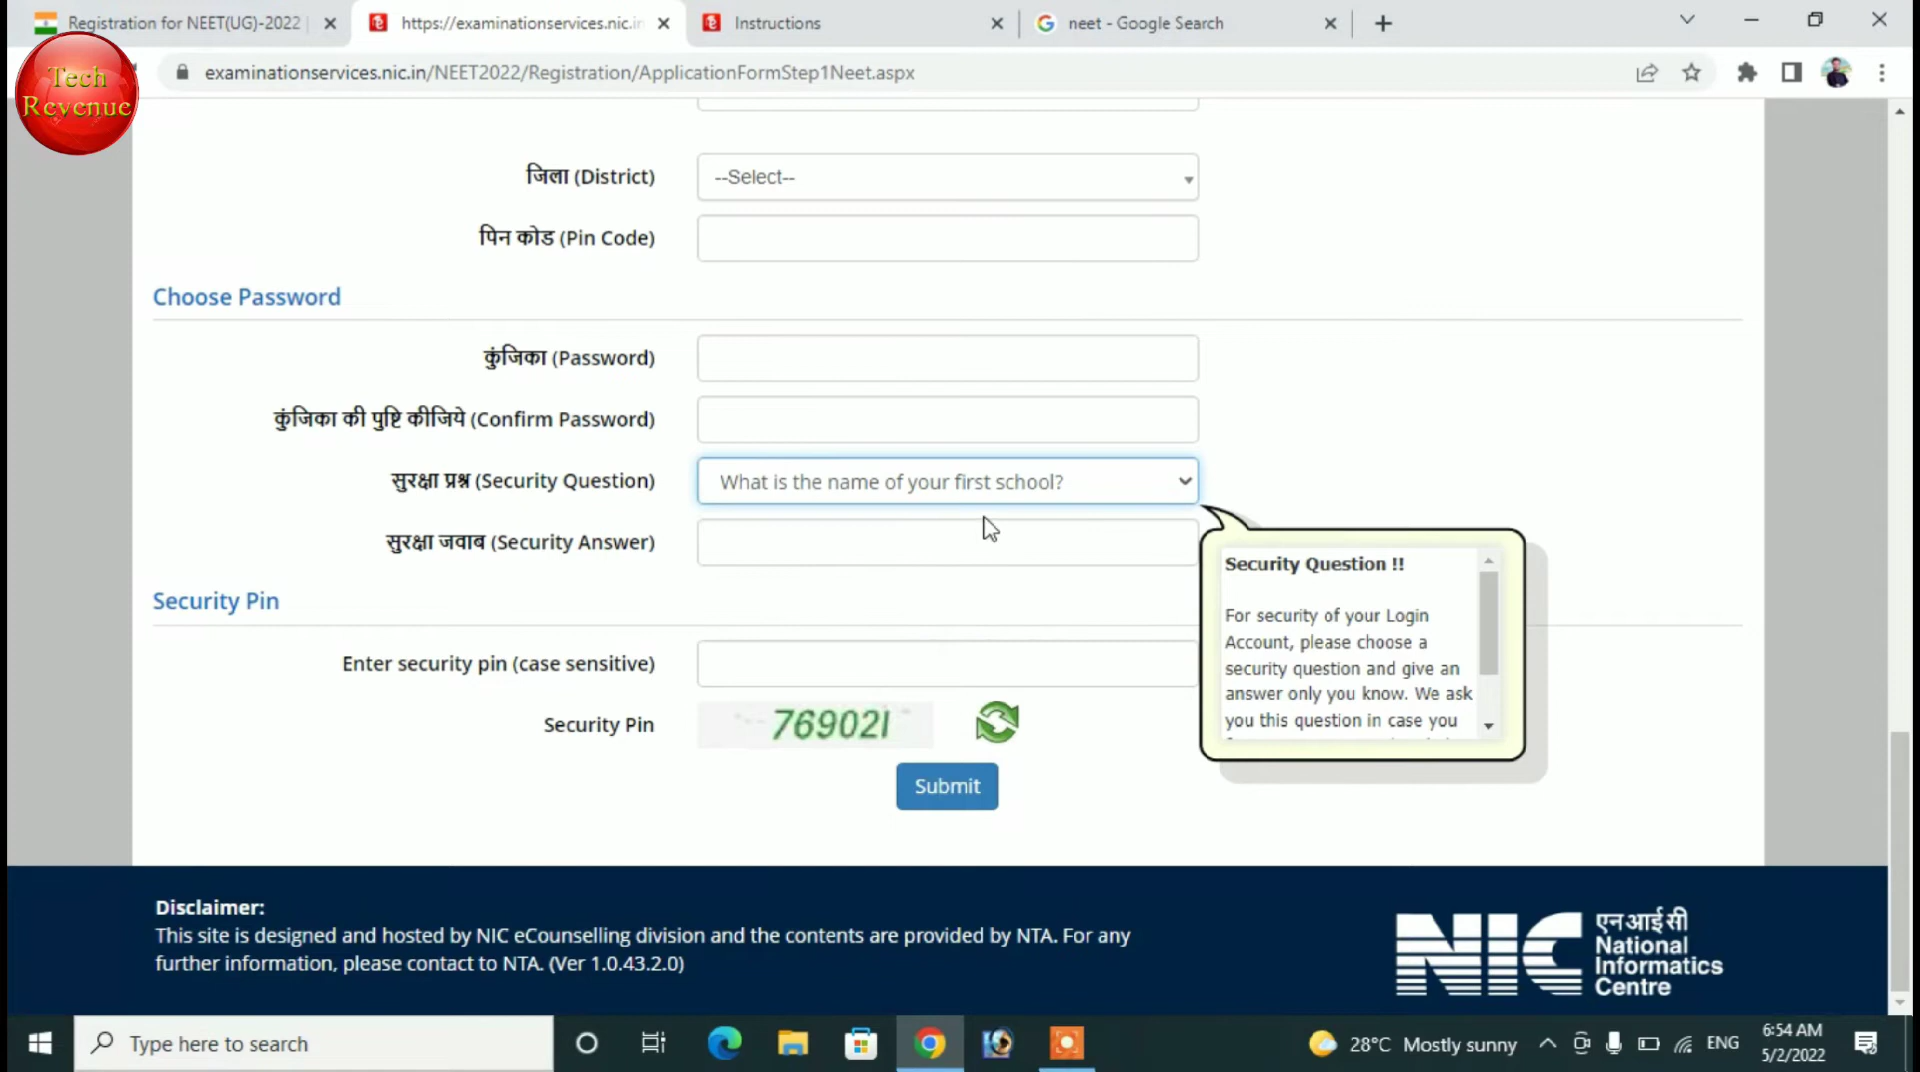 Registration for NEET(UG)-2022 |
https://examinationservices.nic.in
Instructions
neet - Google Search
Tech
Revenue
examinationservices.nic.in/NEET2022/Registration/ApplicationFormStep1Neet.aspx
जिला (District)
--Select--
पिन कोड (Pin Code)
Choose Password
कुंजिका (Password)
कुंजिका की पुष्टि कीजिये (Confirm Password)
सुरक्षा प्रश्न (Security Question)
What is the name of your first school?
सुरक्षा जवाब (Security Answer)
Security Question !!
For security of your Login
Account, please choose a
security question and give an
answer only you know. We ask
you this question in case you
Security Pin
Enter security pin (case sensitive)
Security Pin
Submit
Disclaimer:
This site is designed and hosted by NIC eCounselling division and the contents are provided by NTA. For any
further information, please contact to NTA. (Ver 1.0.43.2.0)
NIC
एन आई सी
National
Informatics
Centre
Type here to search
28°C Mostly sunny
ENG
6:54 AM
5/2/2022